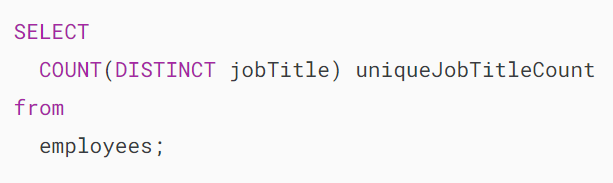 SELECT
  COUNT(DISTINCT jobTitle) uniqueJobTitleCount
from
  employees;